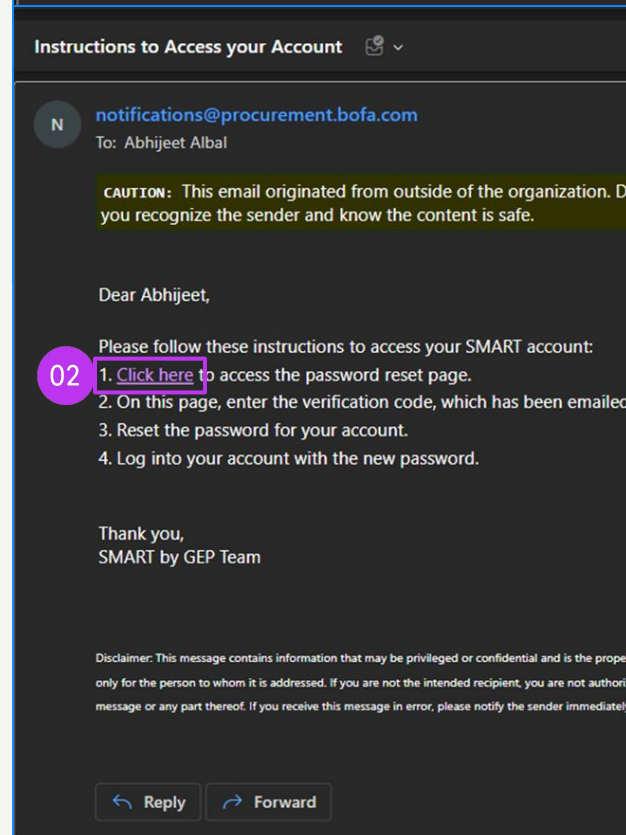 Instructions to Access your Account
N
notifications@procurement.bofa.com
To: Abhijeet Albal
CAUTION: This email originated from outside of the organization. D
you recognize the sender and know the content is safe.
Dear Abhijeet,
Please follow these instructions to access your SMART account:
02
1. Click here to access the password reset page.
2. On this page, enter the verification code, which has been emailed
3. Reset the password for your account.
4. Log into your account with the new password.
Thank you,
SMART by GEP Team
Disclaimer: This message contains information that may be privileged or confidential and is the prope
only for the person to whom it is addressed. If you are not the intended recipient, you are not authori
message or any part thereof. If you receive this message in error, please notify the sender immediately
Reply
Forward